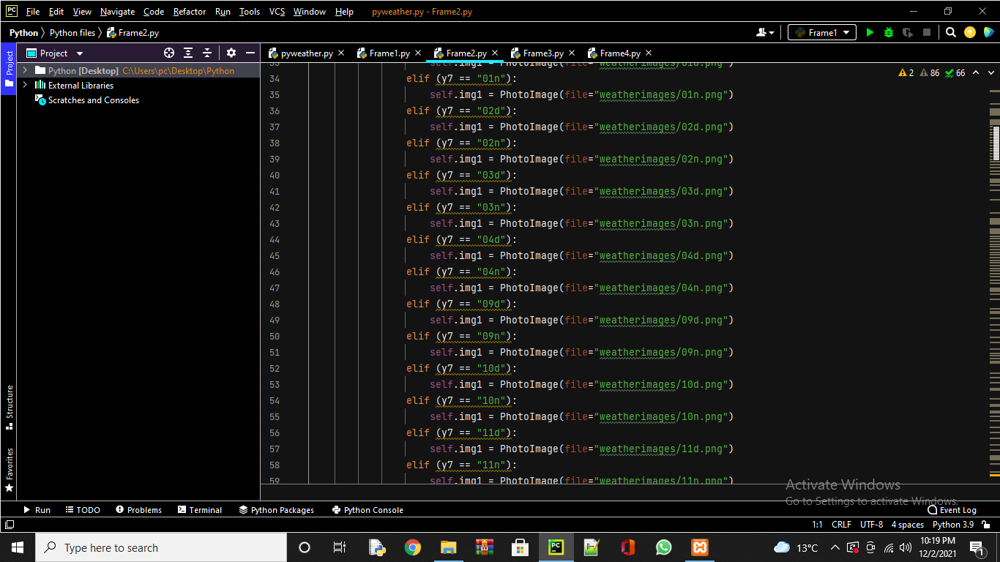 PC File Edit View Navigate Code Refactor Run Tools VCS Window Help pyweather.py - Frame2.py
Python Python files Frame2.py Frame1
Project
Project pyweather.py Frame1.py Frame2.py Frame3.py Frame4.py
Python [Desktop] C:\Users\pc\Desktop\Python
External Libraries
Scratches and Consoles
2 86 66
33 self.img1 = PhotoImage(file="weatherimages/01d.png")
34 elif (y7 == "01n"):
35 self.img1 = PhotoImage(file="weatherimages/01n.png")
36 elif (y7 == "02d"):
37 self.img1 = PhotoImage(file="weatherimages/02d.png")
38 elif (y7 == "02n"):
39 self.img1 = PhotoImage(file="weatherimages/02n.png")
40 elif (y7 == "03d"):
41 self.img1 = PhotoImage(file="weatherimages/03d.png")
42 elif (y7 == "03n"):
43 self.img1 = PhotoImage(file="weatherimages/03n.png")
44 elif (y7 == "04d"):
45 self.img1 = PhotoImage(file="weatherimages/04d.png")
46 elif (y7 == "04n"):
47 self.img1 = PhotoImage(file="weatherimages/04n.png")
48 elif (y7 == "09d"):
49 self.img1 = PhotoImage(file="weatherimages/09d.png")
50 elif (y7 == "09n"):
51 self.img1 = PhotoImage(file="weatherimages/09n.png")
52 elif (y7 == "10d"):
53 self.img1 = PhotoImage(file="weatherimages/10d.png")
54 elif (y7 == "10n"):
55 self.img1 = PhotoImage(file="weatherimages/10n.png")
56 elif (y7 == "11d"):
57 self.img1 = PhotoImage(file="weatherimages/11d.png")
58 elif (y7 == "11n"):
59 self.img1 = PhotoImage(file="weatherimages/11n.png")
Structure
Favorites
Activate Windows
Go to Settings to activate Windows.
Run TODO Problems Terminal Python Packages Python Console Event Log
1:1 CRLF UTF-8 4 spaces Python 3.9
Type here to search
PC
13°C
10:19 PM
12/2/2021
1